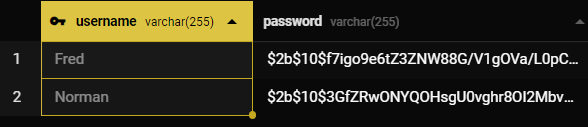 username varchar(255) password varchar(255)
1 Fred $2b$10$f7igo9e6tZ3ZNW88G/V1gOVa/L0pC...
2 Norman $2b$10$3GfZRwONYQOHsgU0vghr8OI2Mbv...